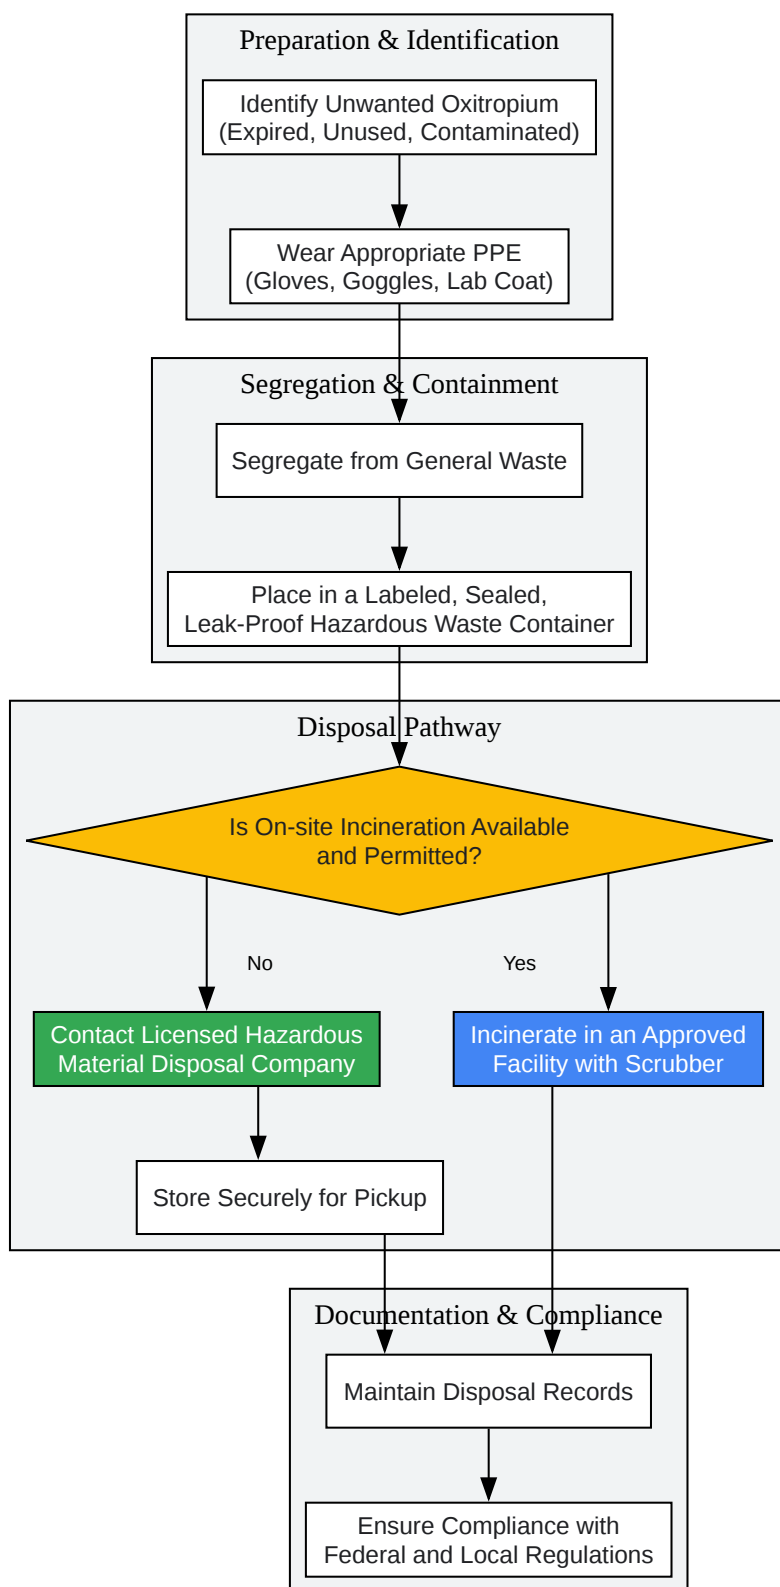 Preparation & Identification
Identify Unwanted Oxitropium
(Expired, Unused, Contaminated)
Wear Appropriate PPE
(Gloves, Goggles, Lab Coat)
Segregation & Containment
Segregate from General Waste
Place in a Labeled, Sealed,
Leak-Proof Hazardous Waste Container
Disposal Pathway
Is On-site Incineration Available
and Permitted?
No
Yes
Contact Licensed Hazardous
Material Disposal Company
Incinerate in an Approved
Facility with Scrubber
Store Securely for Pickup
Documentation & Compliance
Maintain Disposal Records
Ensure Compliance with
Federal and Local Regulations